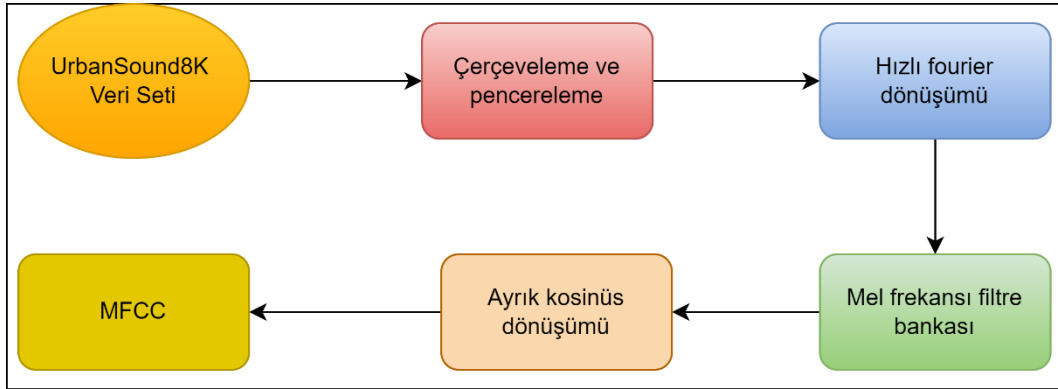 UrbanSound8K
Veri Seti
Çerçeveleme ve
pencereleme
Hızlı fourier
dönüşümü
Mel frekansı filtre
bankası
Ayrık kosinüs
dönüşümü
MFCC